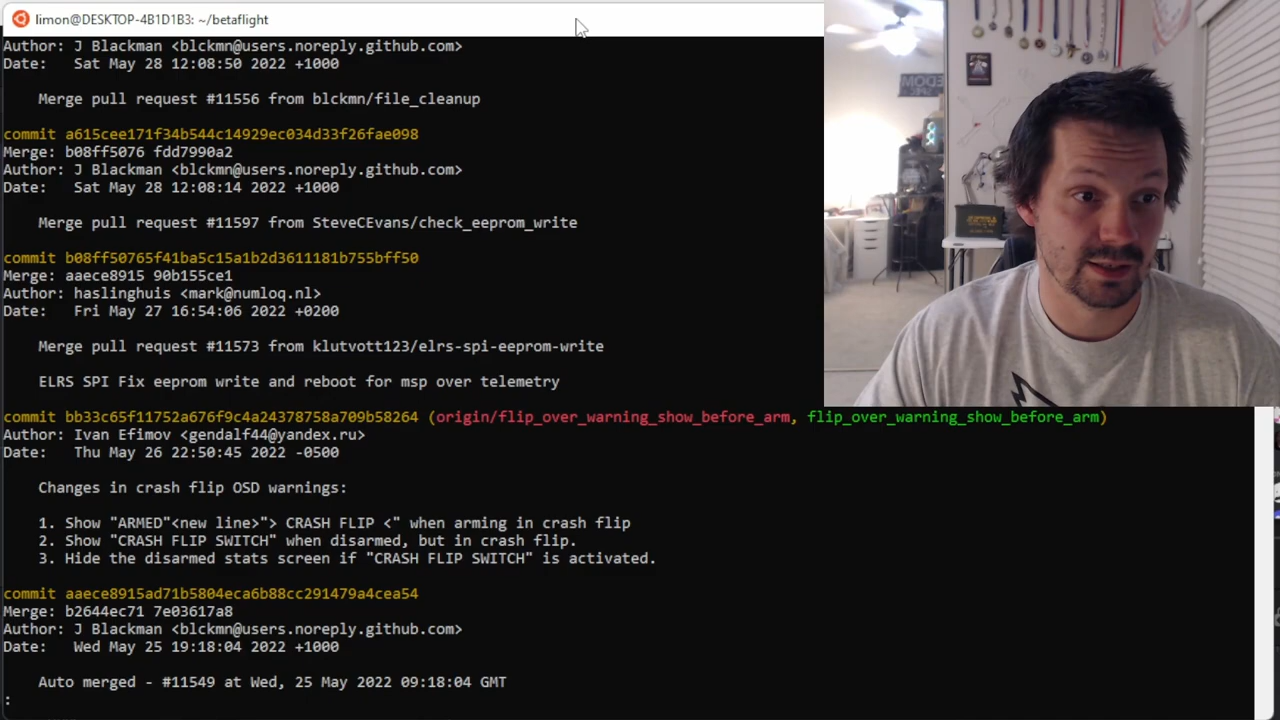 limon@DESKTOP-4B1D1B3: ~/betaflight
Author: J Blackman <blckmn@users.noreply.github.com>
Date:   Sat May 28 12:08:50 2022 +1000
Merge pull request #11556 from blckmn/file_cleanup
commit a615cee171f34b544c14929ec034d33f26fae098
Merge: b08ff5076 fdd7990a2
Author: J Blackman <blckmn@users.noreply.github.com>
Date:   Sat May 28 12:08:14 2022 +1000
Merge pull request #11597 from SteveCEvans/check_eeprom_write
commit b08ff50765f41ba5c15a1b2d3611181b755bff50
Merge: aaece8915 90b155ce1
Author: haslinghuis <mark@numloq.nl>
Date:   Fri May 27 16:54:06 2022 +0200
Merge pull request #11573 from klutvott123/elrs-spi-eeprom-write
ELRS SPI Fix eeprom write and reboot for msp over telemetry
commit bb33c65f11752a676f9c4a24378758a709b58264 (origin/flip_over_warning_show_before_arm, flip_over_warning_show_before_arm)
Author: Ivan Efimov <gendalf44@yandex.ru>
Date:   Thu May 26 22:50:45 2022 -0500
Changes in crash flip OSD warnings:
1. Show "ARMED"<new line>"> CRASH FLIP <" when arming in crash flip
2. Show "CRASH FLIP SWITCH" when disarmed, but in crash flip.
3. Hide the disarmed stats screen if "CRASH FLIP SWITCH" is activated.
commit aaece8915ad71b5804eca6b88cc291479a4cea54
Merge: b2644ec71 7e03617a8
Author: J Blackman <blckmn@users.noreply.github.com>
Date:   Wed May 25 19:18:04 2022 +1000
Auto merged - #11549 at Wed, 25 May 2022 09:18:04 GMT
: